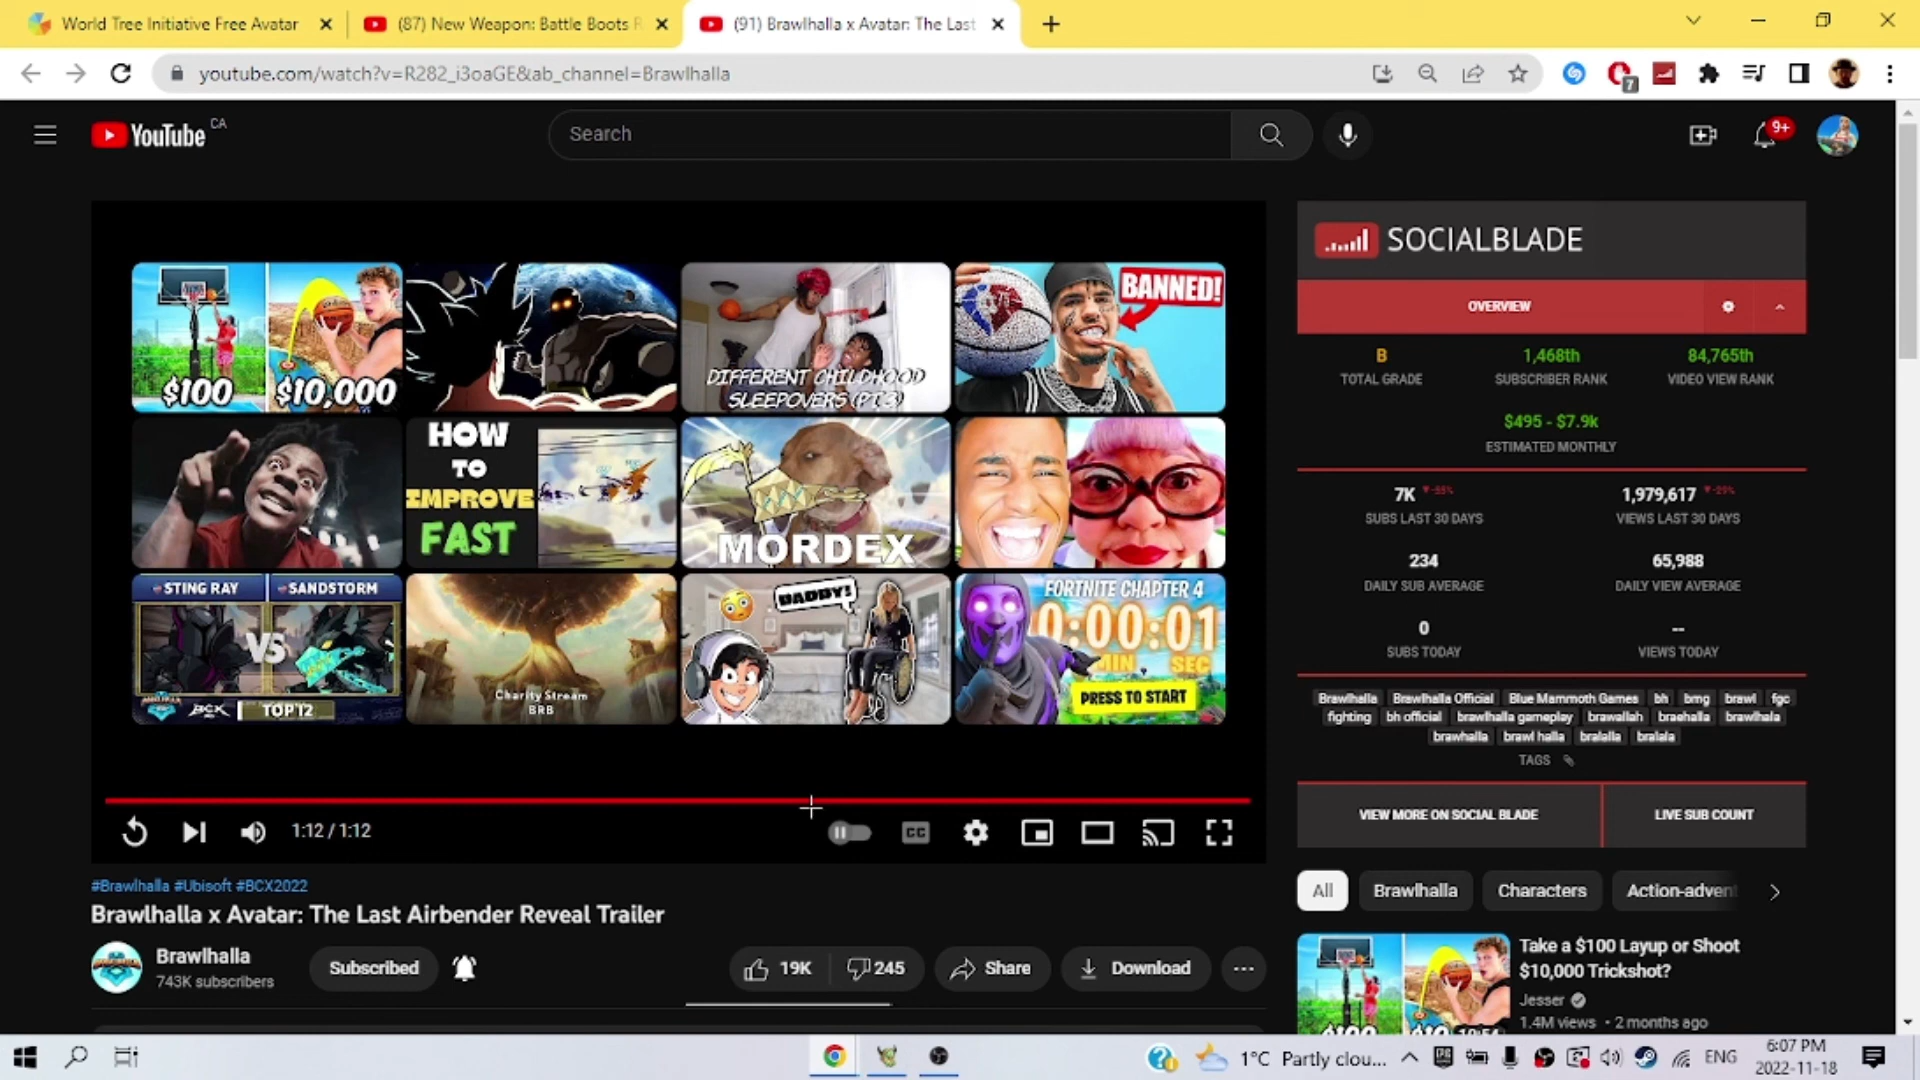 World Tree Initiative Free Avatar
(87) New Weapon: Battle Boots R
(91) Brawlhalla x Avatar: The Last
youtube.com/watch?v=R282_i3oaGE&ab_channel=Brawlhalla
7
YouTube CA
Search
9+
$100 $10,000
DIFFERENT CHILDHOOD
SLEEPOVERS (PT.3)
BANNED!
HOW
TO
IMPROVE
FAST
MORDEX
STING RAY SANDSTORM
VS
BCX TOP 12
Charity Stream
BRB
DADDY!
FORTNITE CHAPTER 4
0:00:01
MIN SEC
PRESS TO START
1:12 / 1:12
CC
#Brawlhalla #Ubisoft #BCX2022
Brawlhalla x Avatar: The Last Airbender Reveal Trailer
Brawlhalla
743K subscribers
Subscribed
19K
245
Share
Download
SOCIALBLADE
OVERVIEW
B 1,468th 84,765th
TOTAL GRADE SUBSCRIBER RANK VIDEO VIEW RANK
$495 - $7.9k
ESTIMATED MONTHLY
7K 1,979,617
SUBS LAST 30 DAYS VIEWS LAST 30 DAYS
234 65,988
DAILY SUB AVERAGE DAILY VIEW AVERAGE
0 --
SUBS TODAY VIEWS TODAY
Brawlhalla Brawlhalla Official Blue Mammoth Games bh bmg brawl fgc
fighting bh official brawlhalla gameplay brawallah braehalla brawlhala
brawhalla brawl halla bralalla bralala
TAGS
VIEW MORE ON SOCIAL BLADE LIVE SUB COUNT
All Brawlhalla Characters Action-advent
Take a $100 Layup or Shoot
$10,000 Trickshot?
Jesser
1.4M views • 2 months ago
1°C Partly clou...
ENG
6:07 PM
2022-11-18